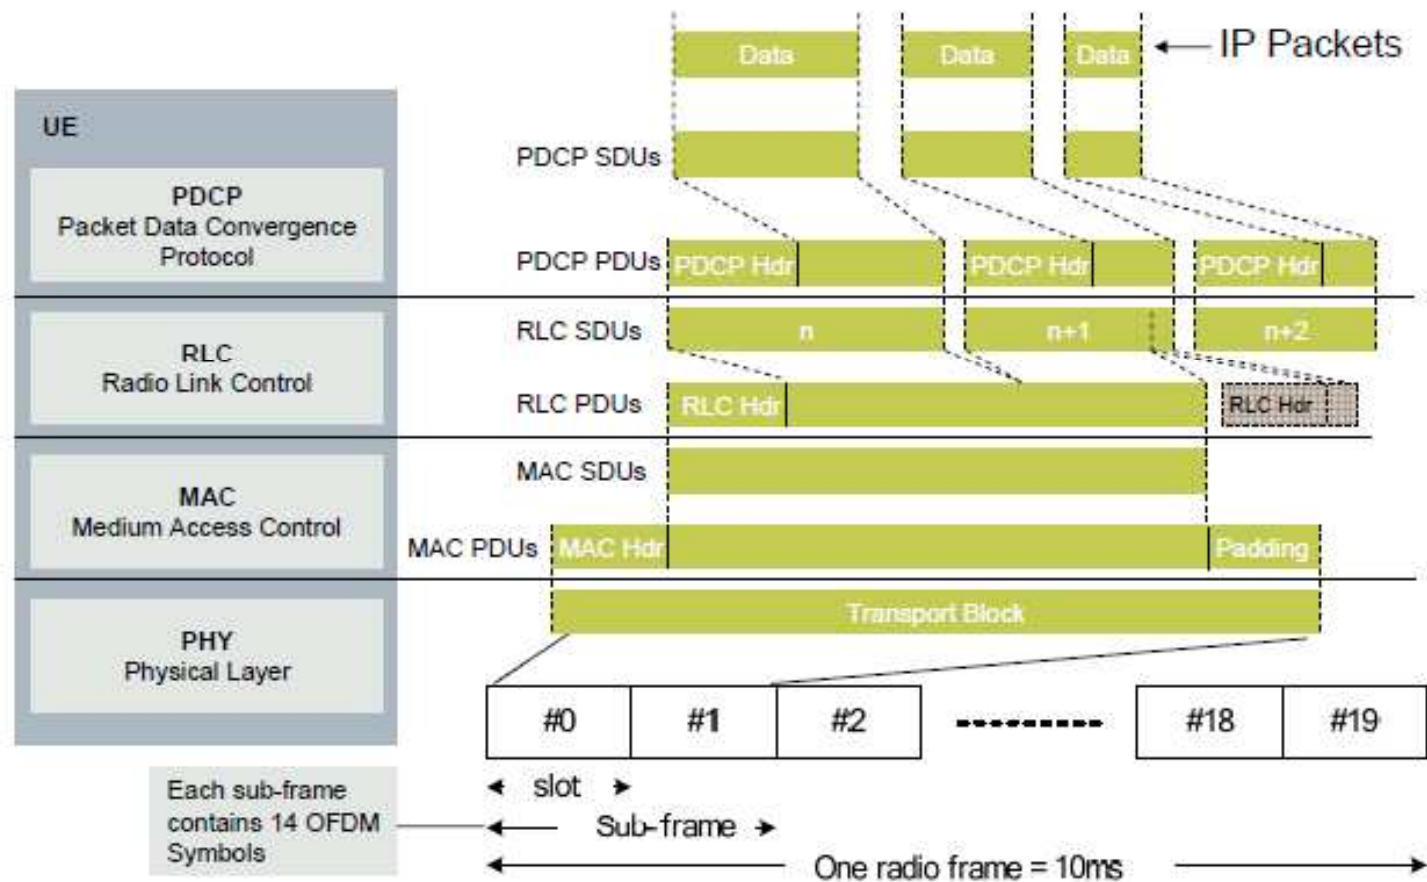 Data
Data
Data
IP Packets
UE
PDCP SDUs
PDCP
Packet Data Convergence
Protocol
PDCP PDUs
PDCP Hdr
PDCP Hdr
PDCP Hdr
RLC SDUs
n
n+1
n+2
RLC
Radio Link Control
RLC PDUs
RLC Hdr
RLC Hdr
MAC SDUs
MAC
Medium Access Control
MAC PDUs
MAC Hdr
Padding
Transport Block
PHY
Physical Layer
#0
#1
#2
#18
#19
slot
Each sub-frame
contains 14 OFDM
Symbols
Sub-frame
One radio frame = 10ms